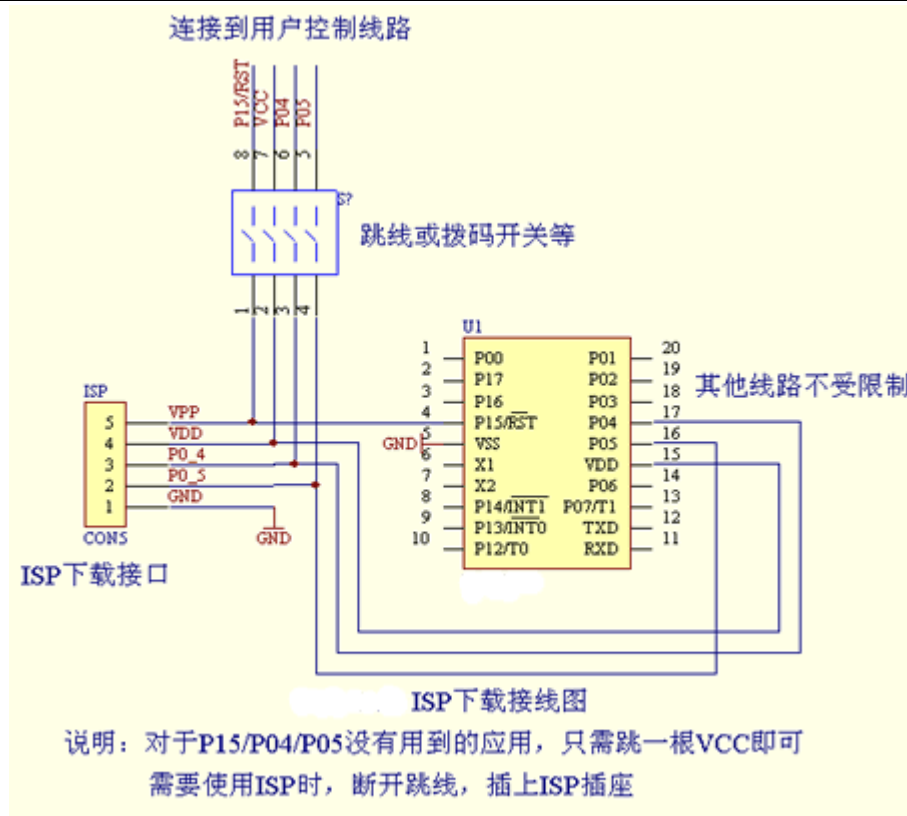 连接到用户控制线路
P15/RST
VCC
P04
P05
8
7
6
5
S?
跳线或拨码开关等
1
2
3
4
U1
ISP
5 VPP
4 VDD
3 P0_4
2 P0_5
1 GND
CON5
GND
ISP下载接口
1 P00
2 P17
3 P16
4 P15/RST
GND 5 VSS
6 X1
7 X2
8 P14/INT1
9 P13/INT0
10 P12/T0
P01 20
P02 19
P03 18
P04 17
P05 16
VDD 15
P06 14
P07/T1 13
TXD 12
RXD 11
其他线路不受限制
ISP下载接线图
说明：对于P15/P04/P05没有用到的应用，只需跳一根VCC即可
需要使用ISP时，断开跳线，插上ISP插座